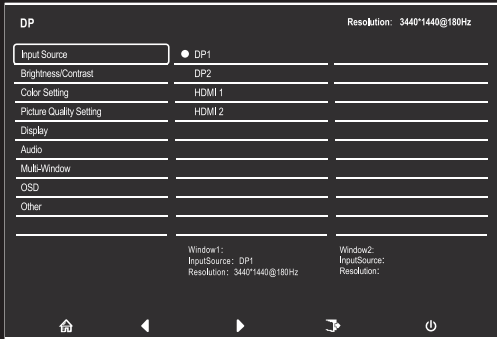 DP Resolution: 3440*1440@180Hz
Input Source DP1
Brightness/Contrast DP2
Color Setting HDMI 1
Picture Quality Setting HDMI 2
Display
Audio
Multi-Window
OSD
Other
Window1: Window2:
InputSource: DP1 InputSource:
Resolution: 3440*1440@180Hz Resolution: